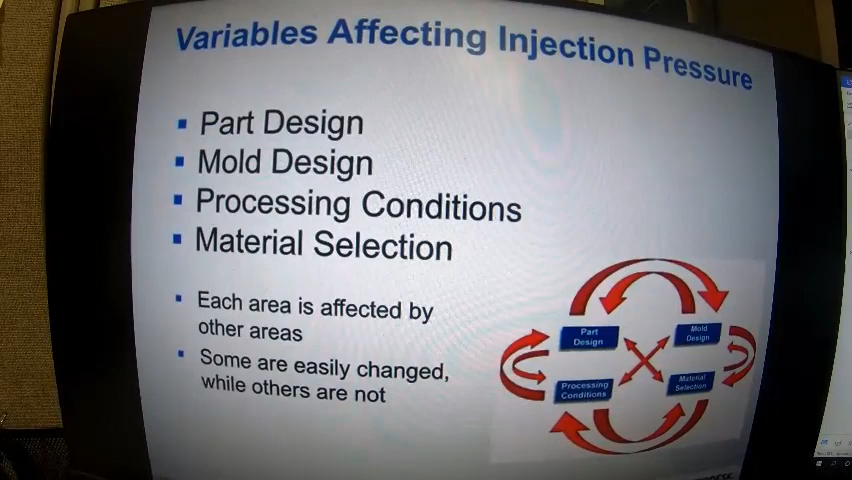 Variables Affecting Injection Pressure
▪ Part Design
▪ Mold Design
▪ Processing Conditions
▪ Material Selection
▪ Each area is affected by
other areas
▪ Some are easily changed,
while others are not
Part
Design
Mold
Design
Processing
Conditions
Material
Selection